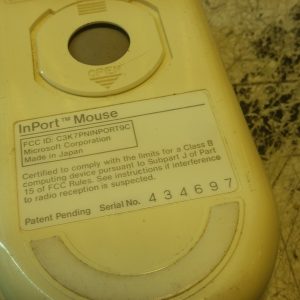 OPEN
InPort™ Mouse
FCC ID: C3K7PNINPORT9C
Microsoft Corporation
Made in Japan
Certified to comply with the limits for a Class B
computing device pursuant to Subpart J of Part
15 of FCC Rules. See instructions if interference
to radio reception is suspected.
Patent Pending Serial No. 434697